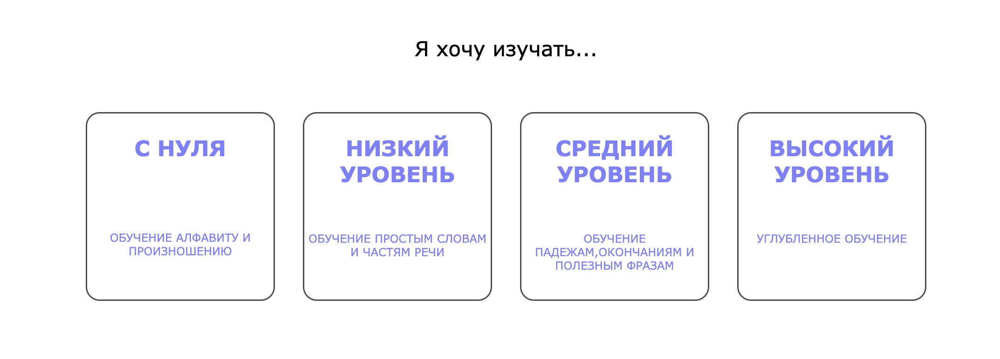 Я хочу изучать...
С НУЛЯ
ОБУЧЕНИЕ АЛФАВИТУ И
ПРОИЗНОШЕНИЮ
НИЗКИЙ
УРОВЕНЬ
ОБУЧЕНИЕ ПРОСТЫМ СЛОВАМ
И ЧАСТЯМ РЕЧИ
СРЕДНИЙ
УРОВЕНЬ
ОБУЧЕНИЕ
ПАДЕЖАМ,ОКОНЧАНИЯМ И
ПОЛЕЗНЫМ ФРАЗАМ
ВЫСОКИЙ
УРОВЕНЬ
УГЛУБЛЕННОЕ ОБУЧЕНИЕ